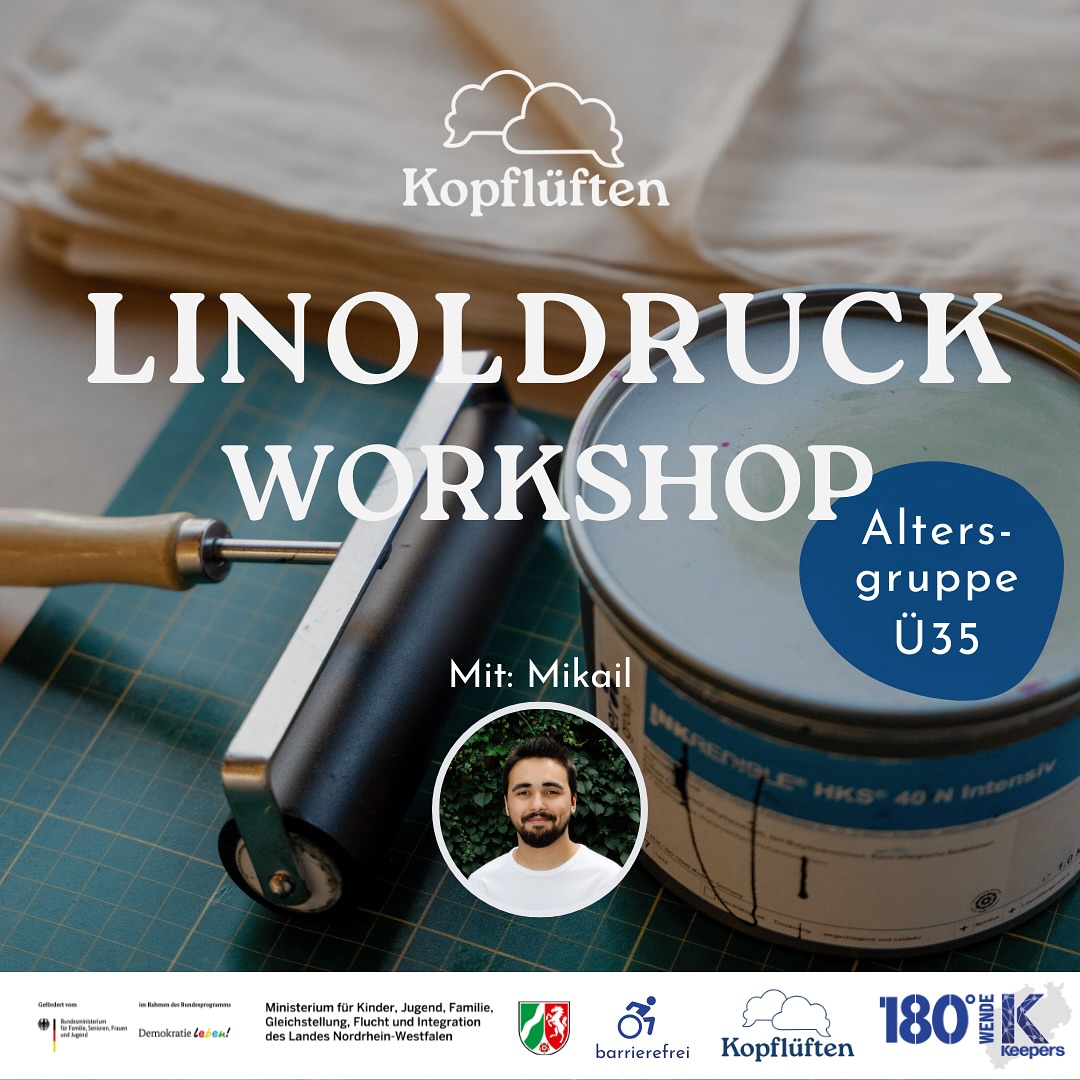 Kopflüften
LINOLDRUCK
WORKSHOP
Alters-
gruppe
Ü35
Mit: Mikail
INKREDIBLE® HKS® 40 N Intensiv
Gefördert vom
Bundesministerium
für Familie, Senioren, Frauen
und Jugend
im Rahmen des Bundesprogramms
Demokratie leben!
Ministerium für Kinder, Jugend, Familie,
Gleichstellung, Flucht und Integration
des Landes Nordrhein-Westfalen
barrierefrei
Kopflüften
180°
WENDE
K
Keepers